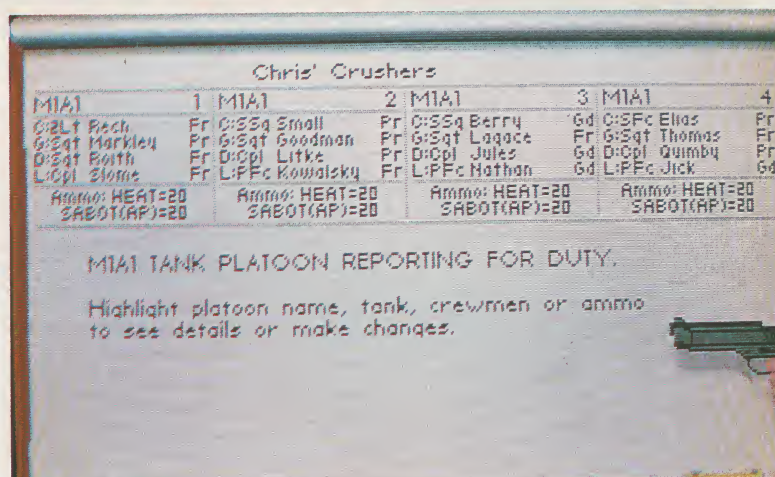 Chris' Crushers
M1A1 1 M1A1 2 M1A1 3 M1A1 4
C:2Lt Rech Fr C:SSg Small Pr C:SSg Berry Gd C:SFc Elias Pr
G:Sgt Markley Pr G:Sgt Goodman Pr G:Sgt Lagace Fr G:Sgt Thomas Fr
D:Sgt Roith Fr D:Cpl Litke Fr D:Cpl Jules Gd D:Cpl Quimby Pr
L:Cpl Slome Fr L:PFc Kowalsky Fr L:PFc Nathan Gd L:PFc Jick Gd
Ammo: HEAT=20 Ammo: HEAT=20 Ammo: HEAT=20 Ammo: HEAT=20
SABOT(AP)=20 SABOT(AP)=20 SABOT(AP)=20 SABOT(AP)=20
M1A1 TANK PLATOON REPORTING FOR DUTY.
Highlight platoon name, tank, crewmen or ammo
to see details or make changes.